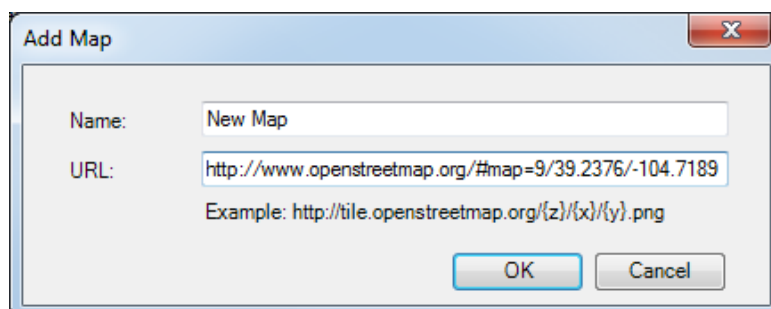 Add Map
Name: New Map
URL: http://www.openstreetmap.org/#map=9/39.2376/-104.7189
Example: http://tile.openstreetmap.org/{z}/{x}/{y}.png
OK Cancel